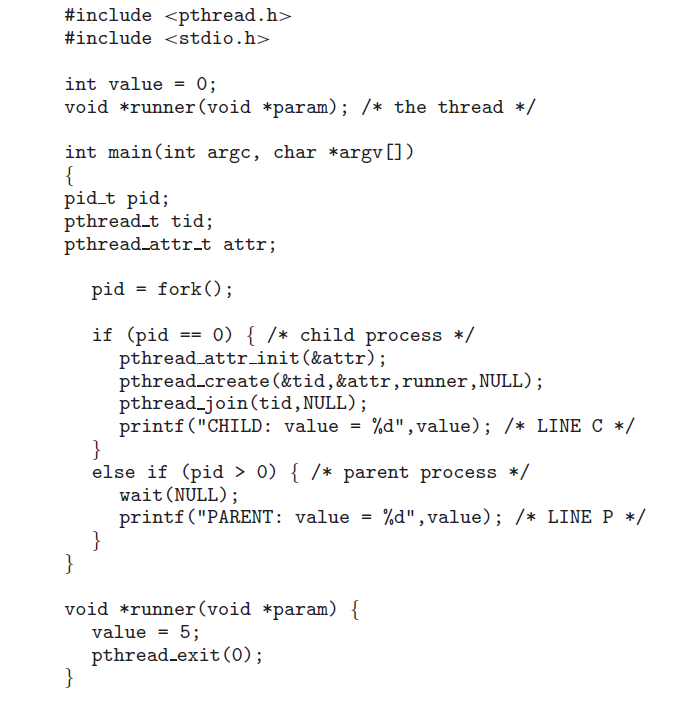 #include <pthread.h>
#include <stdio.h>
int value = 0;
void *runner(void *param); /* the thread */
int main(int argc, char *argv[])
{
pid_t pid;
pthread_t tid;
pthread_attr_t attr;
pid = fork();
if (pid == 0) { /* child process */
pthread_attr_init(&attr);
pthread_create(&tid,&attr,runner,NULL);
pthread_join(tid,NULL);
printf("CHILD: value = %d",value); /* LINE C */
}
else if (pid > 0) { /* parent process */
wait(NULL);
printf("PARENT: value = %d",value); /* LINE P */
}
}
void *runner(void *param) {
value = 5;
pthread_exit(0);
}